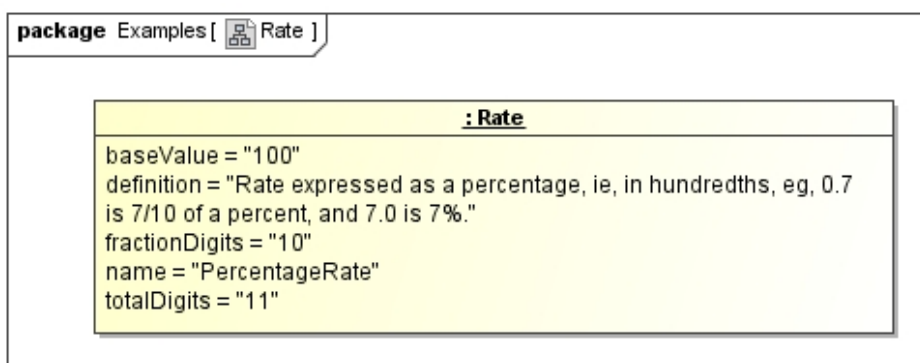 package Examples [ Rate ]
: Rate
baseValue = "100"
definition = "Rate expressed as a percentage, ie, in hundredths, eg, 0.7
is 7/10 of a percent, and 7.0 is 7%."
fractionDigits = "10"
name = "PercentageRate"
totalDigits = "11"